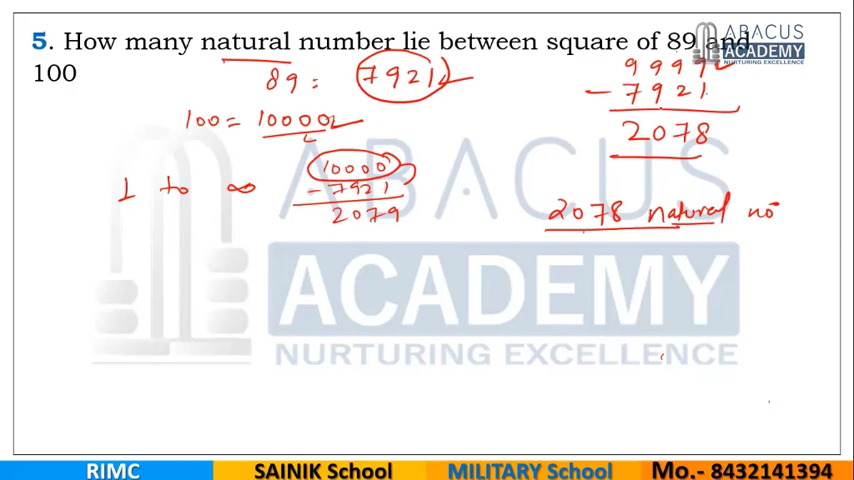 5. How many natural number lie between square of 89 and
100
ABACUS
ACADEMY
NURTURING EXCELLENCE
89 = 7921
100 = 10000
1 to ∞
10000
- 7921
2079
9999
- 7921
2078
2078 natural no
ABACUS
ACADEMY
NURTURING EXCELLENCE
RIMC SAINIK School MILITARY School Mo.- 8432141394